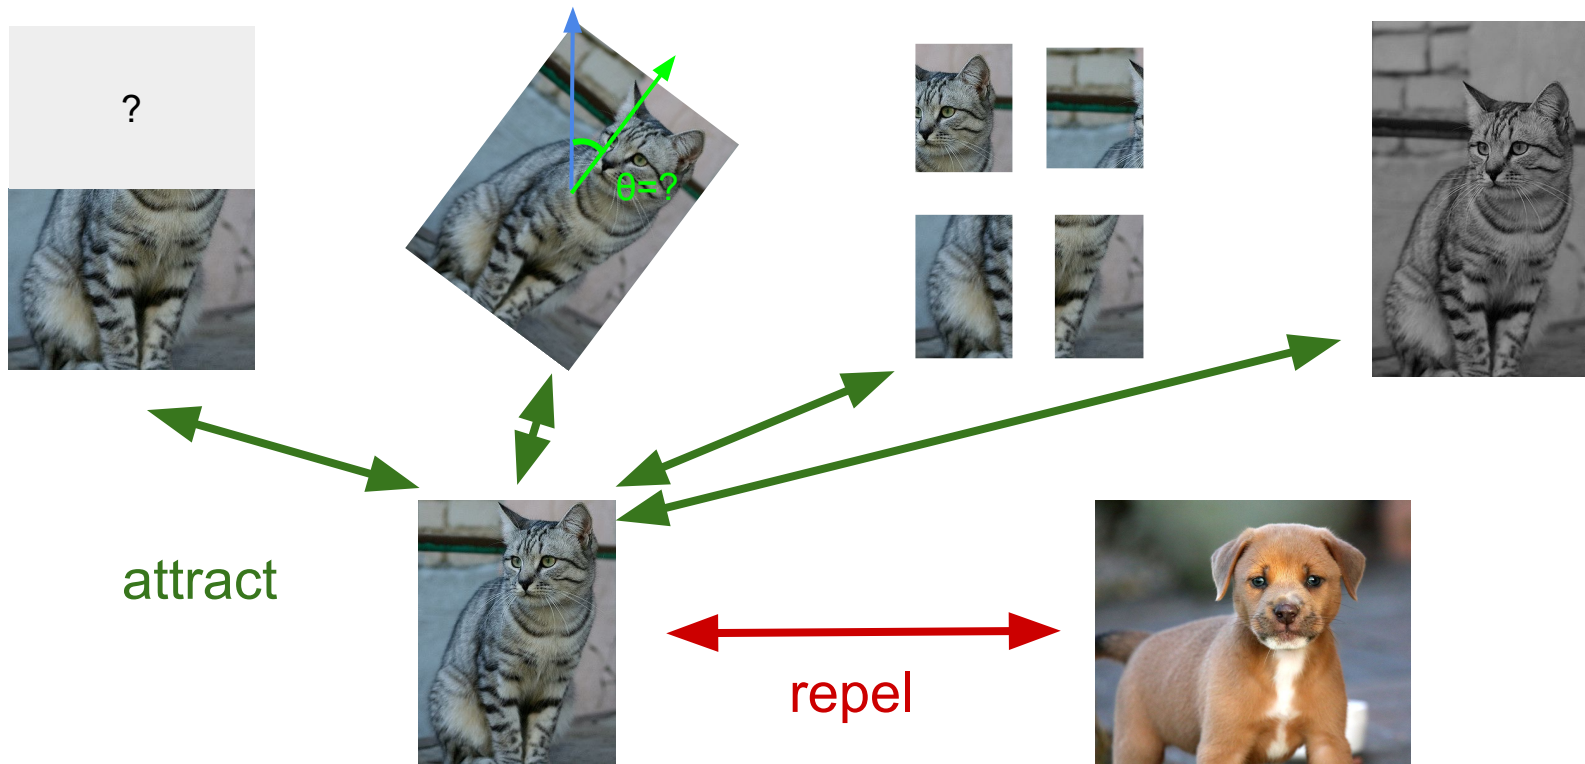 ?
θ=?
attract
repel